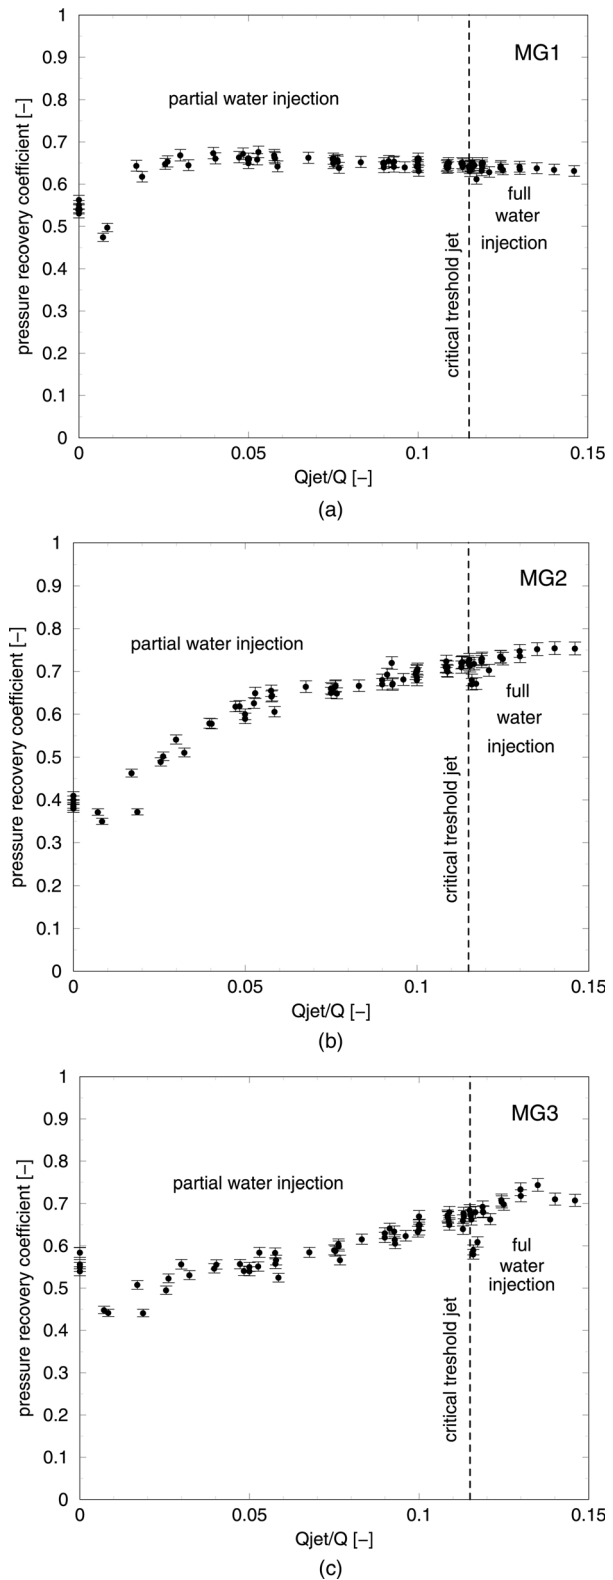 1
0.9
0.8
0.7
0.6
0.5
0.4
0.3
0.2
0.1
0
pressure recovery coefficient [−]
MG1
partial water injection
full
water
injection
critical treshold jet
0
0.05
0.1
0.15
Qjet/Q [−]
(a)
1
0.9
0.8
0.7
0.6
0.5
0.4
0.3
0.2
0.1
0
pressure recovery coefficient [−]
MG2
partial water injection
full
water
injection
critical treshold jet
0
0.05
0.1
0.15
Qjet/Q [−]
(b)
1
0.9
0.8
0.7
0.6
0.5
0.4
0.3
0.2
0.1
0
pressure recovery coefficient [−]
MG3
partial water injection
ful
water
injection
critical treshold jet
0
0.05
0.1
0.15
Qjet/Q [−]
(c)